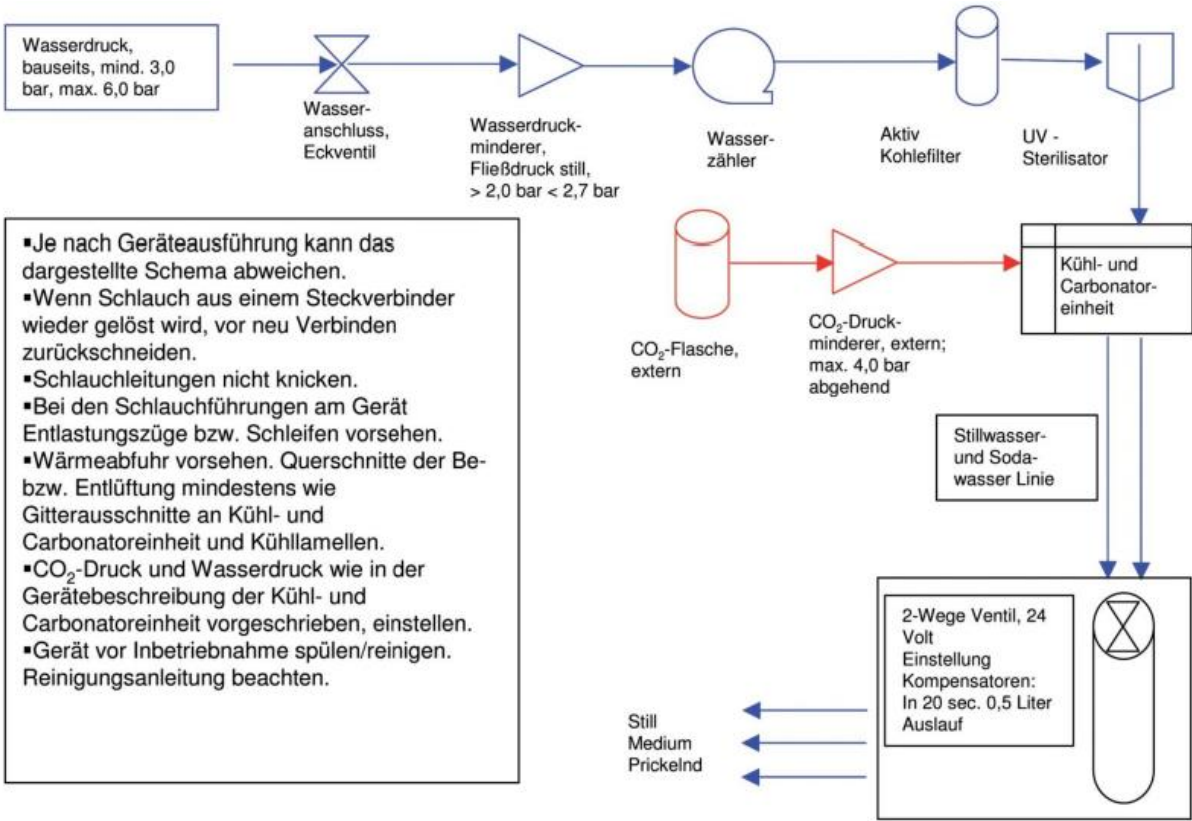 Wasserdruck,
bauseits, mind. 3,0
bar, max. 6,0 bar
Wasser-
anschluss,
Eckventil
Wasserdruck-
minderer,
Fließdruck still,
> 2,0 bar < 2,7 bar
Wasser-
zähler
Aktiv
Kohlefilter
UV -
Sterilisator
▪Je nach Geräteausführung kann das
dargestellte Schema abweichen.
▪Wenn Schlauch aus einem Steckverbinder
wieder gelöst wird, vor neu Verbinden
zurückschneiden.
▪Schlauchleitungen nicht knicken.
▪Bei den Schlauchführungen am Gerät
Entlastungszüge bzw. Schleifen vorsehen.
▪Wärmeabfuhr vorsehen. Querschnitte der Be-
bzw. Entlüftung mindestens wie
Gitterausschnitte an Kühl- und
Carbonatoreinheit und Kühllamellen.
▪CO₂-Druck und Wasserdruck wie in der
Gerätebeschreibung der Kühl- und
Carbonatoreinheit vorgeschrieben, einstellen.
▪Gerät vor Inbetriebnahme spülen/reinigen.
Reinigungsanleitung beachten.
CO₂-Flasche,
extern
CO₂-Druck-
minderer, extern;
max. 4,0 bar
abgehend
Kühl- und
Carbonator-
einheit
Stillwasser-
und Soda-
wasser Linie
2-Wege Ventil, 24
Volt
Einstellung
Kompensatoren:
In 20 sec. 0,5 Liter
Auslauf
Still
Medium
Prickelnd